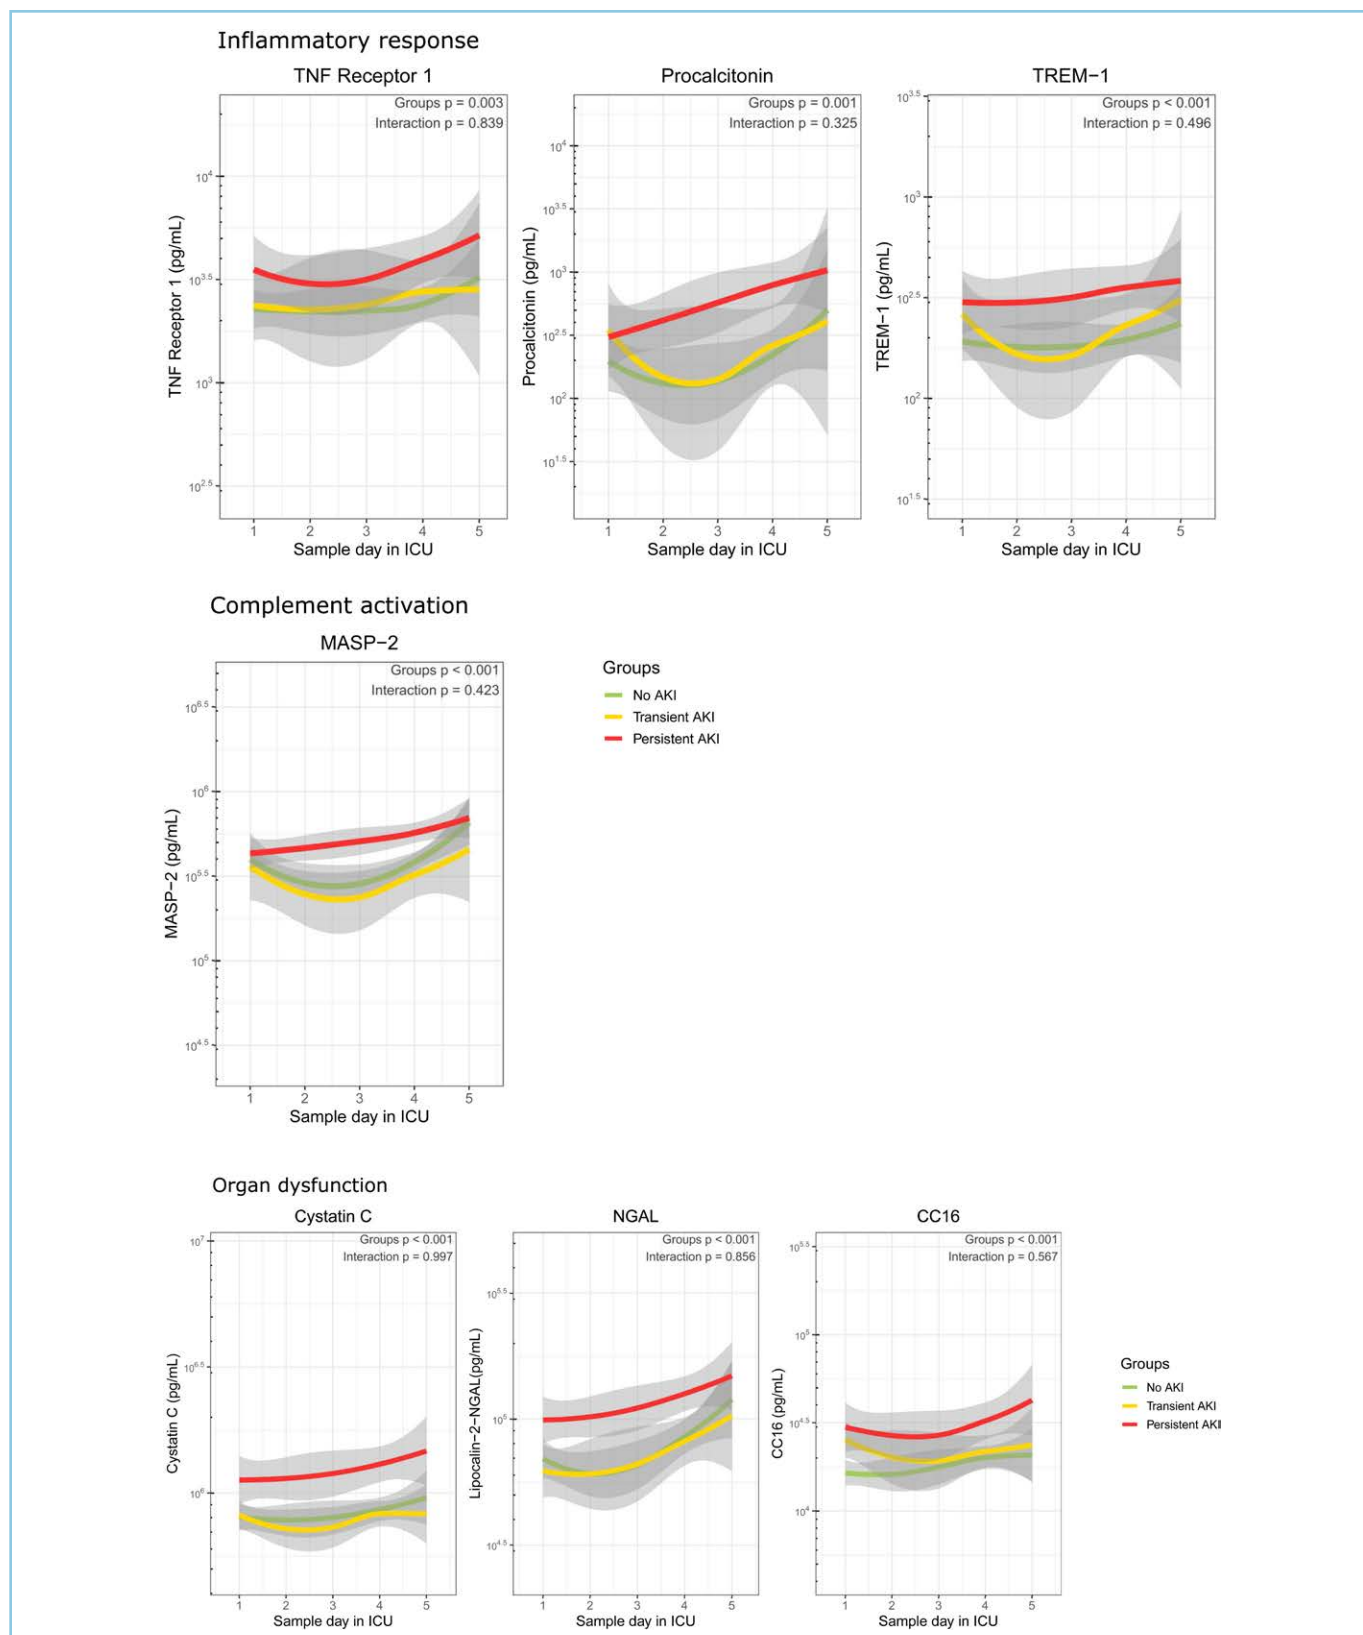 Inflammatory response
TNF Receptor 1
Groups p = 0.003
Interaction p = 0.839
10^4
10^3.5
10^3
10^2.5
TNF Receptor 1 (pg/mL)
1 2 3 4 5
Sample day in ICU
Procalcitonin
Groups p = 0.001
Interaction p = 0.325
10^4
10^3.5
10^3
10^2.5
10^2
10^1.5
Procalcitonin (pg/mL)
1 2 3 4 5
Sample day in ICU
TREM−1
Groups p < 0.001
Interaction p = 0.496
10^3.5
10^3
10^2.5
10^2
10^1.5
TREM−1 (pg/mL)
1 2 3 4 5
Sample day in ICU
Complement activation
MASP−2
Groups p < 0.001
Interaction p = 0.423
10^6.5
10^6
10^5.5
10^5
10^4.5
MASP−2 (pg/mL)
1 2 3 4 5
Sample day in ICU
Groups
No AKI
Transient AKI
Persistent AKI
Organ dysfunction
Cystatin C
Groups p < 0.001
Interaction p = 0.997
10^7
10^6.5
10^6
Cystatin C (pg/mL)
1 2 3 4 5
Sample day in ICU
NGAL
Groups p < 0.001
Interaction p = 0.856
10^5.5
10^5
10^4.5
Lipocalin−2−NGAL(pg/mL)
1 2 3 4 5
Sample day in ICU
CC16
Groups p < 0.001
Interaction p = 0.567
10^5.5
10^5
10^4.5
10^4
CC16 (pg/mL)
1 2 3 4 5
Sample day in ICU
Groups
No AKI
Transient AKI
Persistent AKI